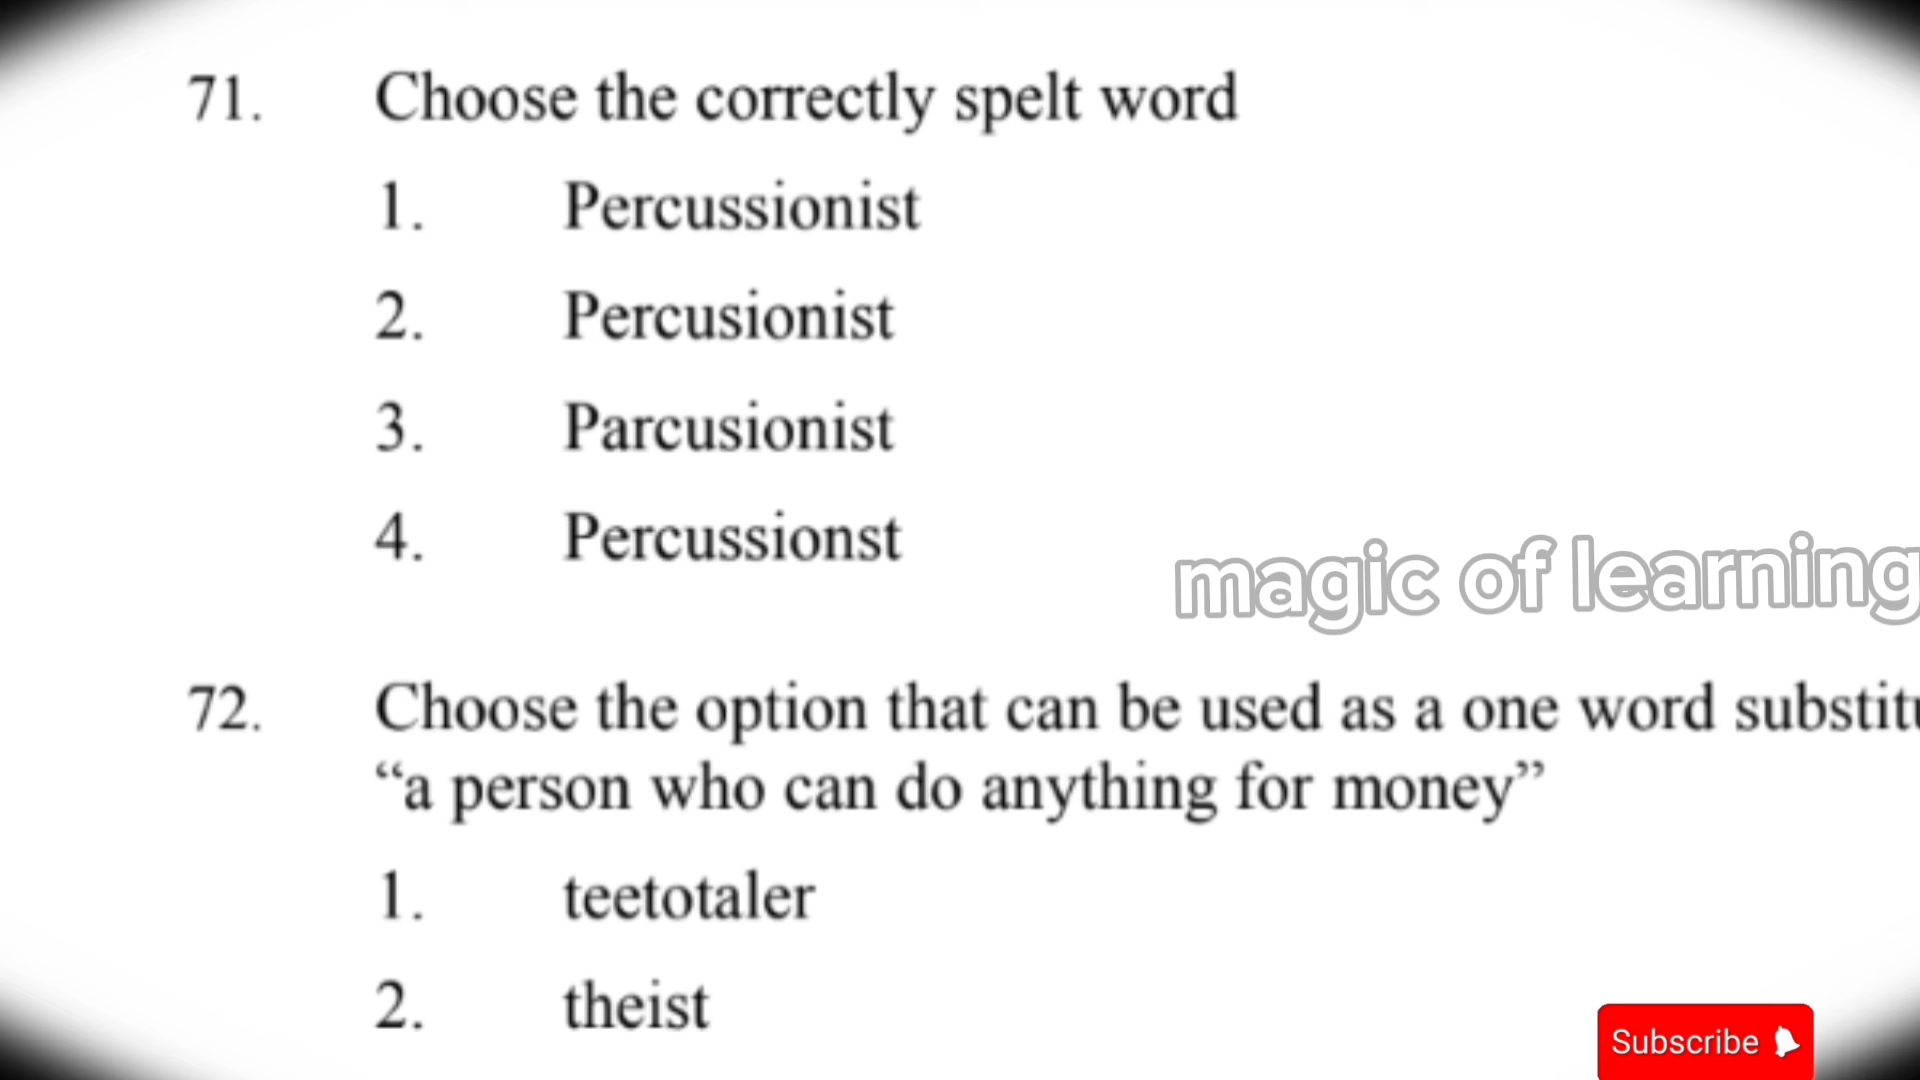 71. Choose the correctly spelt word
1. Percussionist
2. Percusionist
3. Parcusionist
4. Percussionst
magic of learning
72. Choose the option that can be used as a one word substitu
“a person who can do anything for money”
1. teetotaler
2. theist
Subscribe